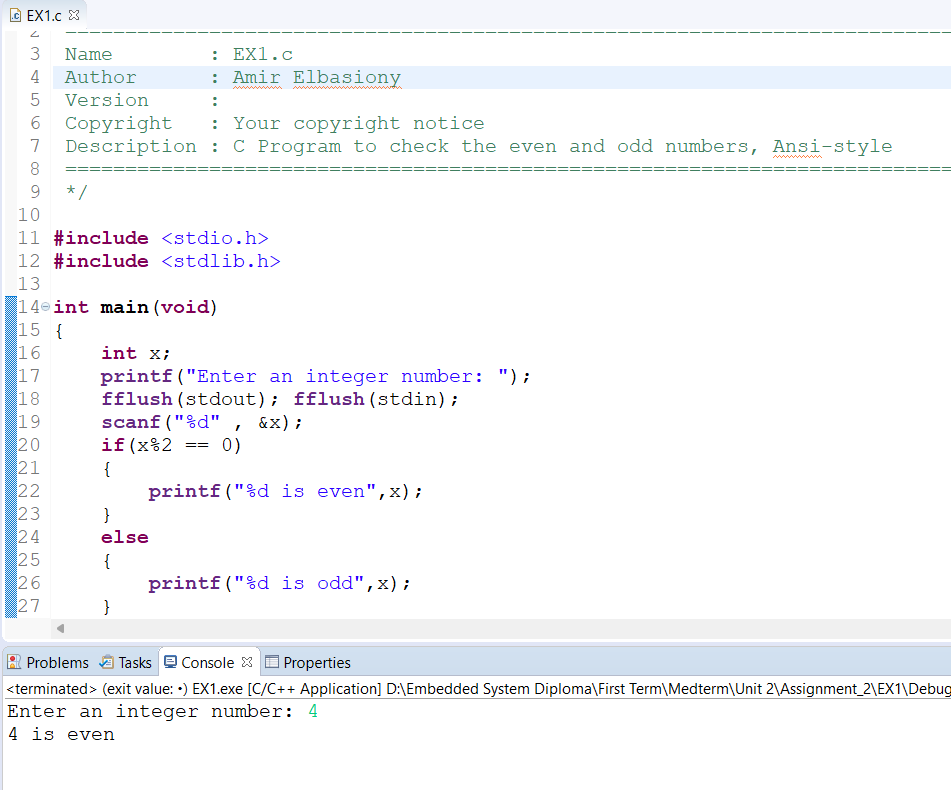 EX1.c
2 ==========================================================================
3 Name        : EX1.c
4 Author      : Amir Elbasiony
5 Version     :
6 Copyright   : Your copyright notice
7 Description : C Program to check the even and odd numbers, Ansi-style
8 ==========================================================================
9 */
10
11 #include <stdio.h>
12 #include <stdlib.h>
13
14 int main(void)
15 {
16     int x;
17     printf("Enter an integer number: ");
18     fflush(stdout); fflush(stdin);
19     scanf("%d" , &x);
20     if(x%2 == 0)
21     {
22         printf("%d is even",x);
23     }
24     else
25     {
26         printf("%d is odd",x);
27     }
Problems Tasks Console Properties
<terminated> (exit value: •) EX1.exe [C/C++ Application] D:\Embedded System Diploma\First Term\Medterm\Unit 2\Assignment_2\EX1\Debug
Enter an integer number: 4
4 is even